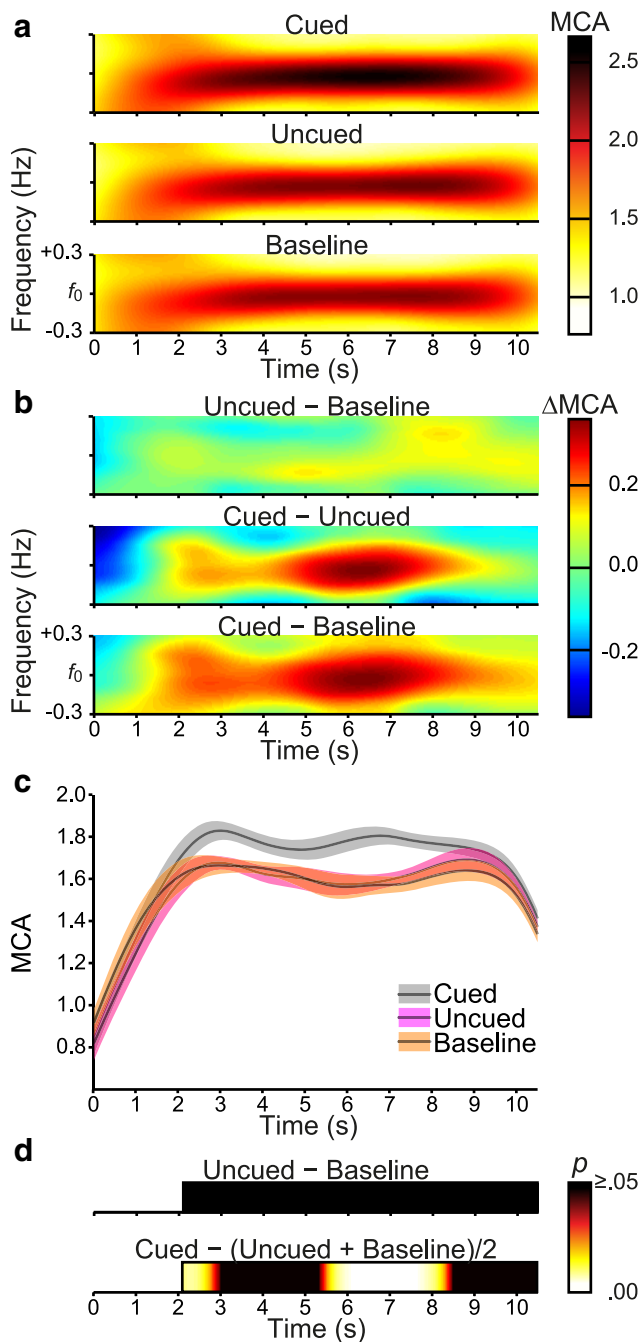 a
MCA
Cued
2.5
Uncued
2.0
Frequency (Hz)
1.5
Baseline
+0.3
f0
-0.3
1.0
0 1 2 3 4 5 6 7 8 9 10
Time (s)
b
ΔMCA
Uncued – Baseline
0.2
Cued – Uncued
Frequency (Hz)
0.0
Cued – Baseline
+0.3
f0
-0.3
-0.2
0 1 2 3 4 5 6 7 8 9 10
Time (s)
c
2.0
1.8
1.6
1.4
MCA
1.2
1.0
0.8
Cued
Uncued
Baseline
0 1 2 3 4 5 6 7 8 9 10
Time (s)
d
p
Uncued – Baseline
≥.05
Cued – (Uncued + Baseline)/2
.00
0 1 2 3 4 5 6 7 8 9 10
Time (s)